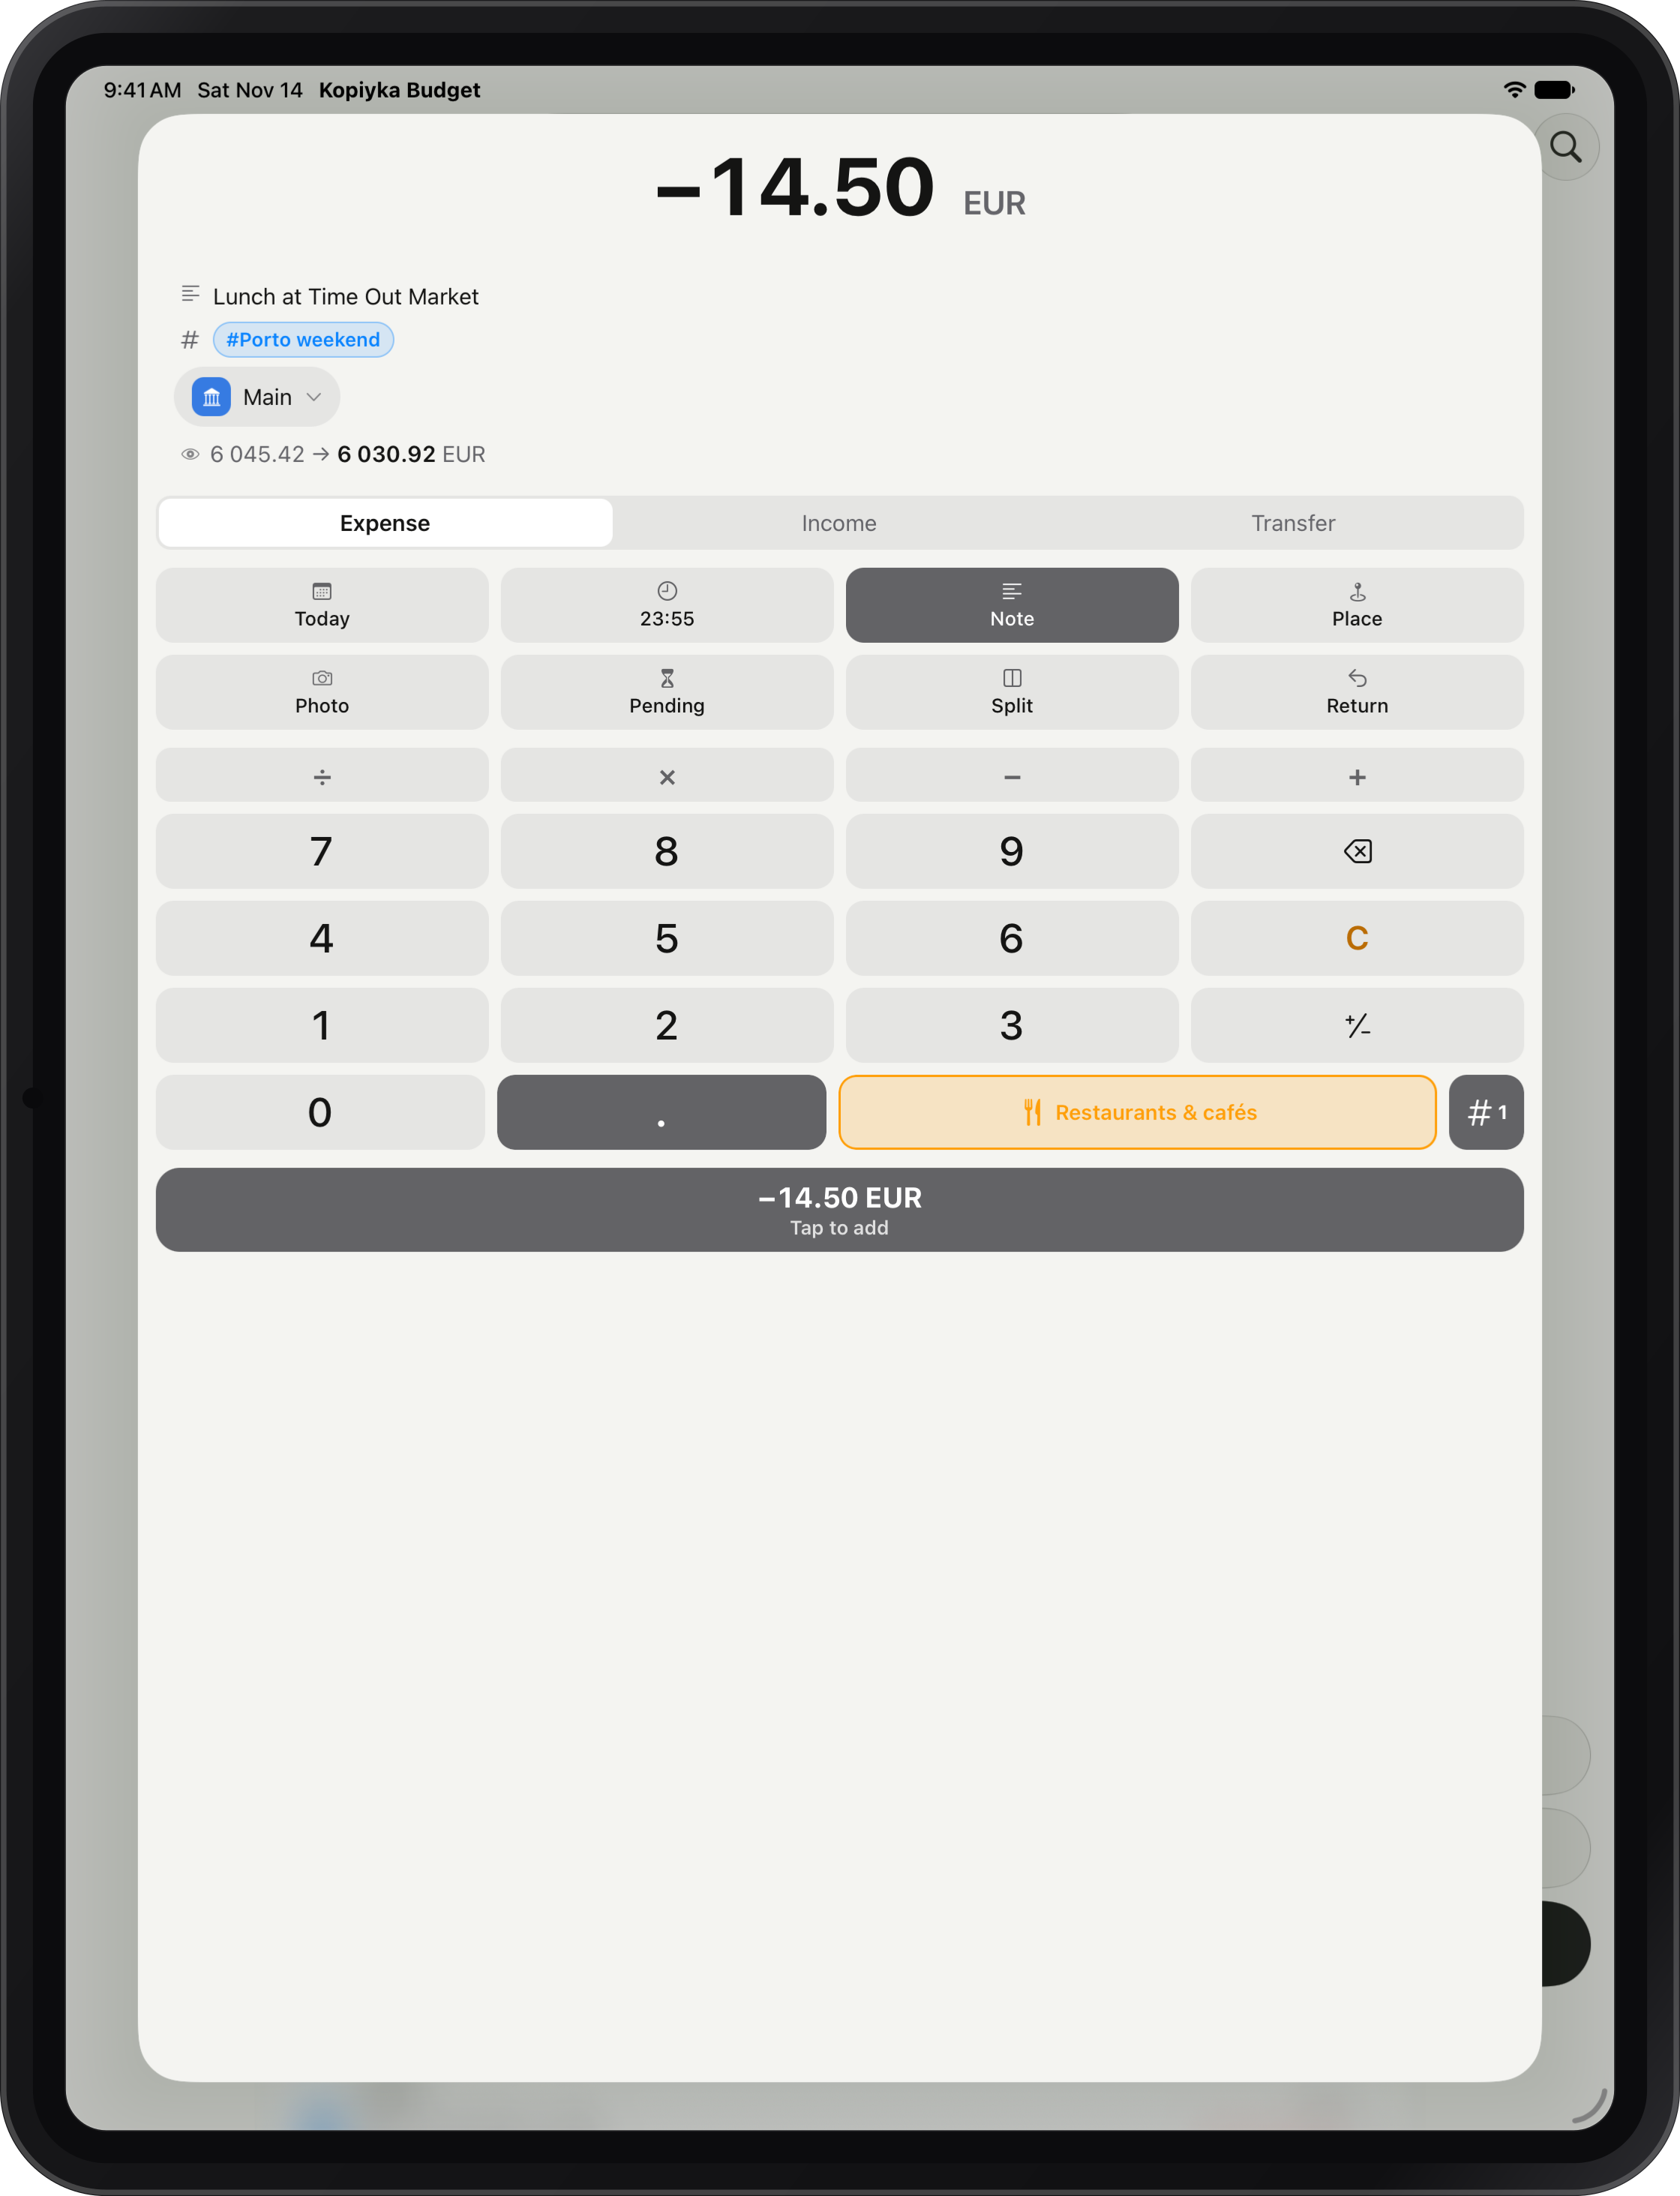 9:41 AM Sat Nov 14 Kopiyka Budget
−14.50 EUR
Lunch at Time Out Market
# #Porto weekend
Main
6 045.42 → 6 030.92 EUR
Expense Income Transfer
Today 23:55 Note Place
Photo Pending Split Return
÷ × − +
7 8 9
4 5 6 C
1 2 3 +/−
0 . Restaurants & cafés # 1
−14.50 EUR
Tap to add